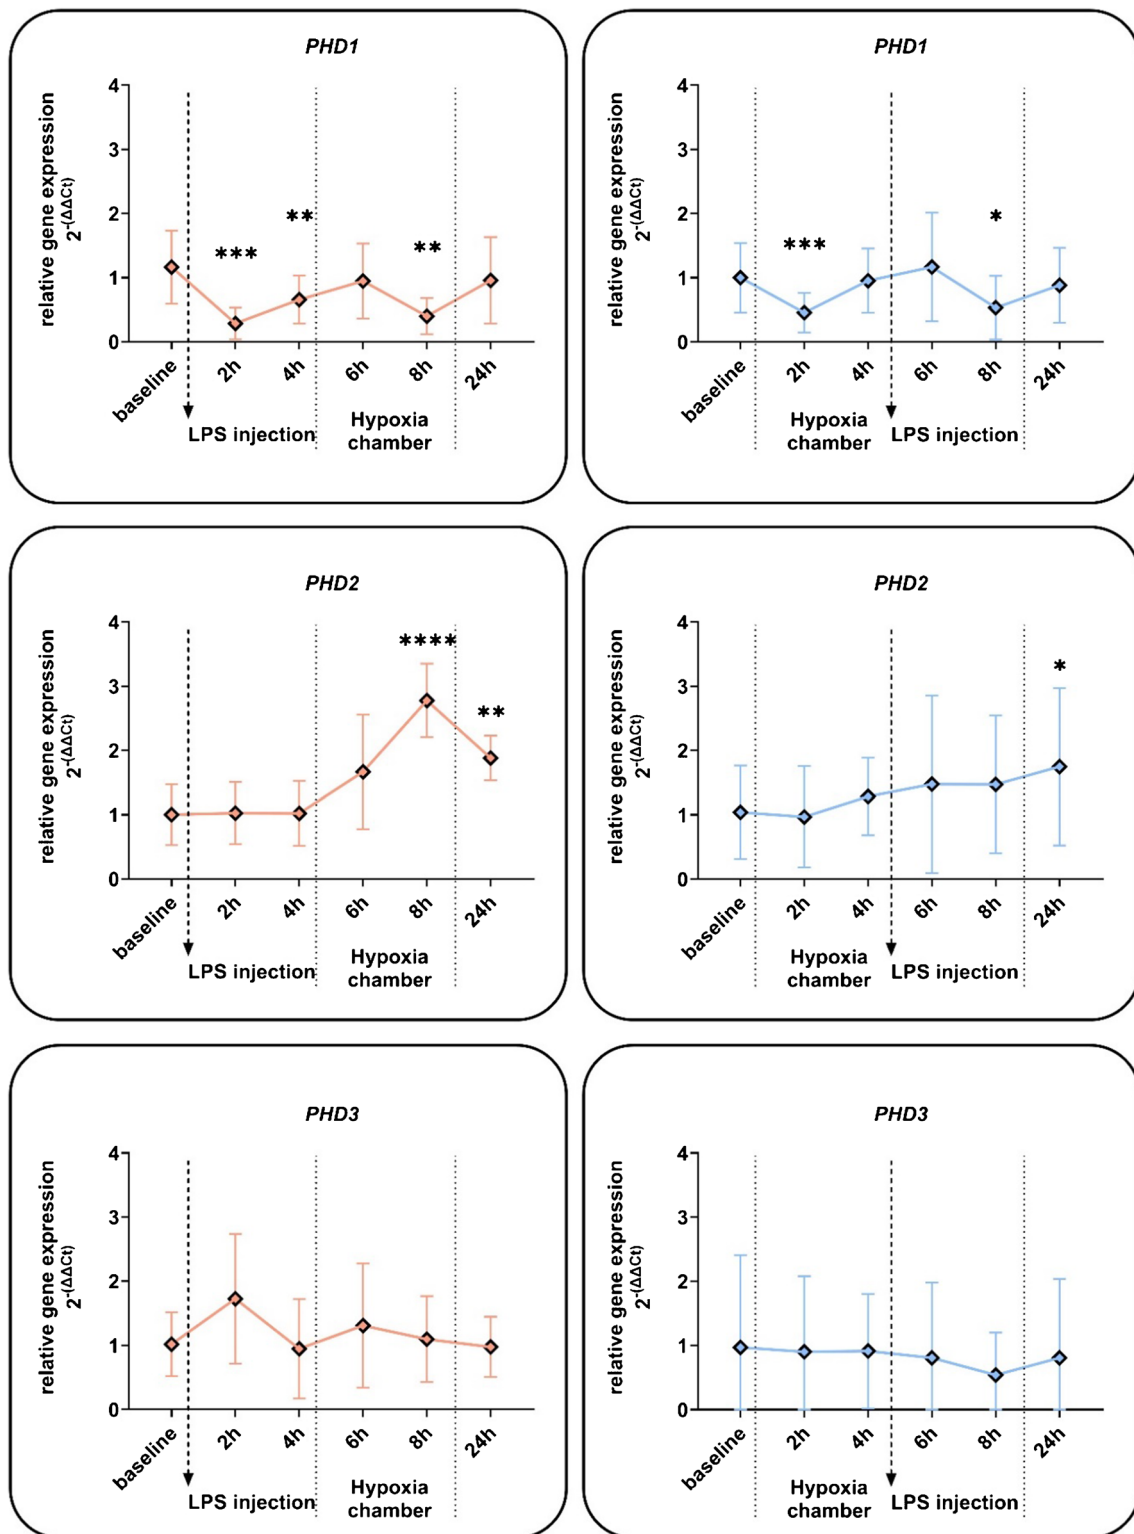 PHD1
relative gene expression
2-(ΔΔCt)
4
3
2
1
0
***
**
**
baseline
2h
4h
6h
8h
24h
LPS injection
Hypoxia
chamber
PHD1
relative gene expression
2-(ΔΔCt)
4
3
2
1
0
***
*
baseline
2h
4h
6h
8h
24h
Hypoxia
chamber
LPS injection
PHD2
relative gene expression
2-(ΔΔCt)
4
3
2
1
0
****
**
baseline
2h
4h
6h
8h
24h
LPS injection
Hypoxia
chamber
PHD2
relative gene expression
2-(ΔΔCt)
4
3
2
1
0
*
baseline
2h
4h
6h
8h
24h
Hypoxia
chamber
LPS injection
PHD3
relative gene expression
2-(ΔΔCt)
4
3
2
1
0
baseline
2h
4h
6h
8h
24h
LPS injection
Hypoxia
chamber
PHD3
relative gene expression
2-(ΔΔCt)
4
3
2
1
0
baseline
2h
4h
6h
8h
24h
Hypoxia
chamber
LPS injection